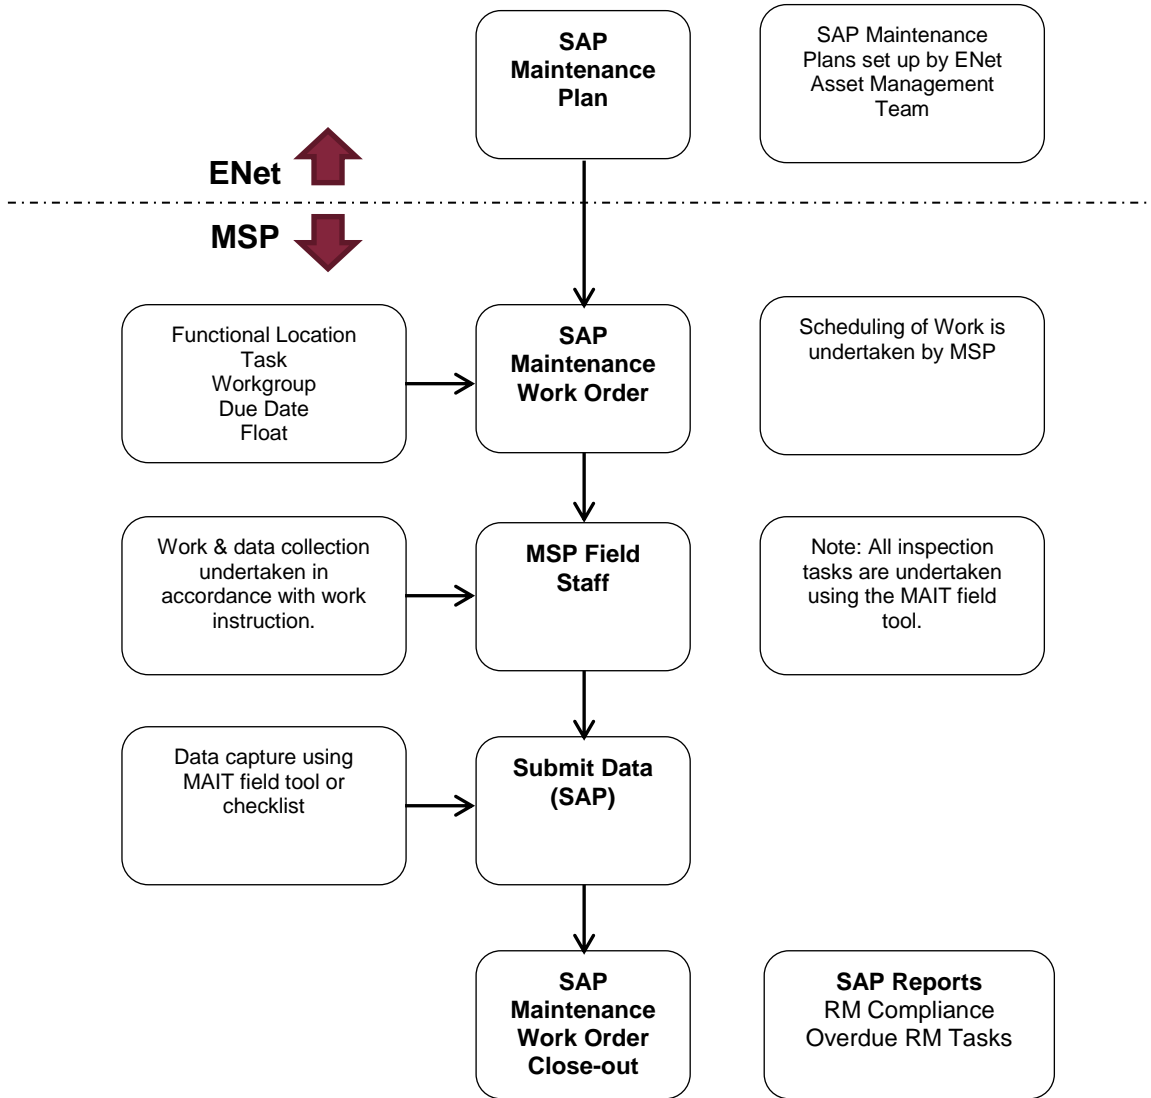 SAP
Maintenance
Plan
SAP Maintenance
Plans set up by ENet
Asset Management
Team
ENet
MSP
Functional Location
Task
Workgroup
Due Date
Float
SAP
Maintenance
Work Order
Scheduling of Work is
undertaken by MSP
Work & data collection
undertaken in
accordance with work
instruction.
MSP Field
Staff
Note: All inspection
tasks are undertaken
using the MAIT field
tool.
Data capture using
MAIT field tool or
checklist
Submit Data
(SAP)
SAP
Maintenance
Work Order
Close-out
SAP Reports
RM Compliance
Overdue RM Tasks